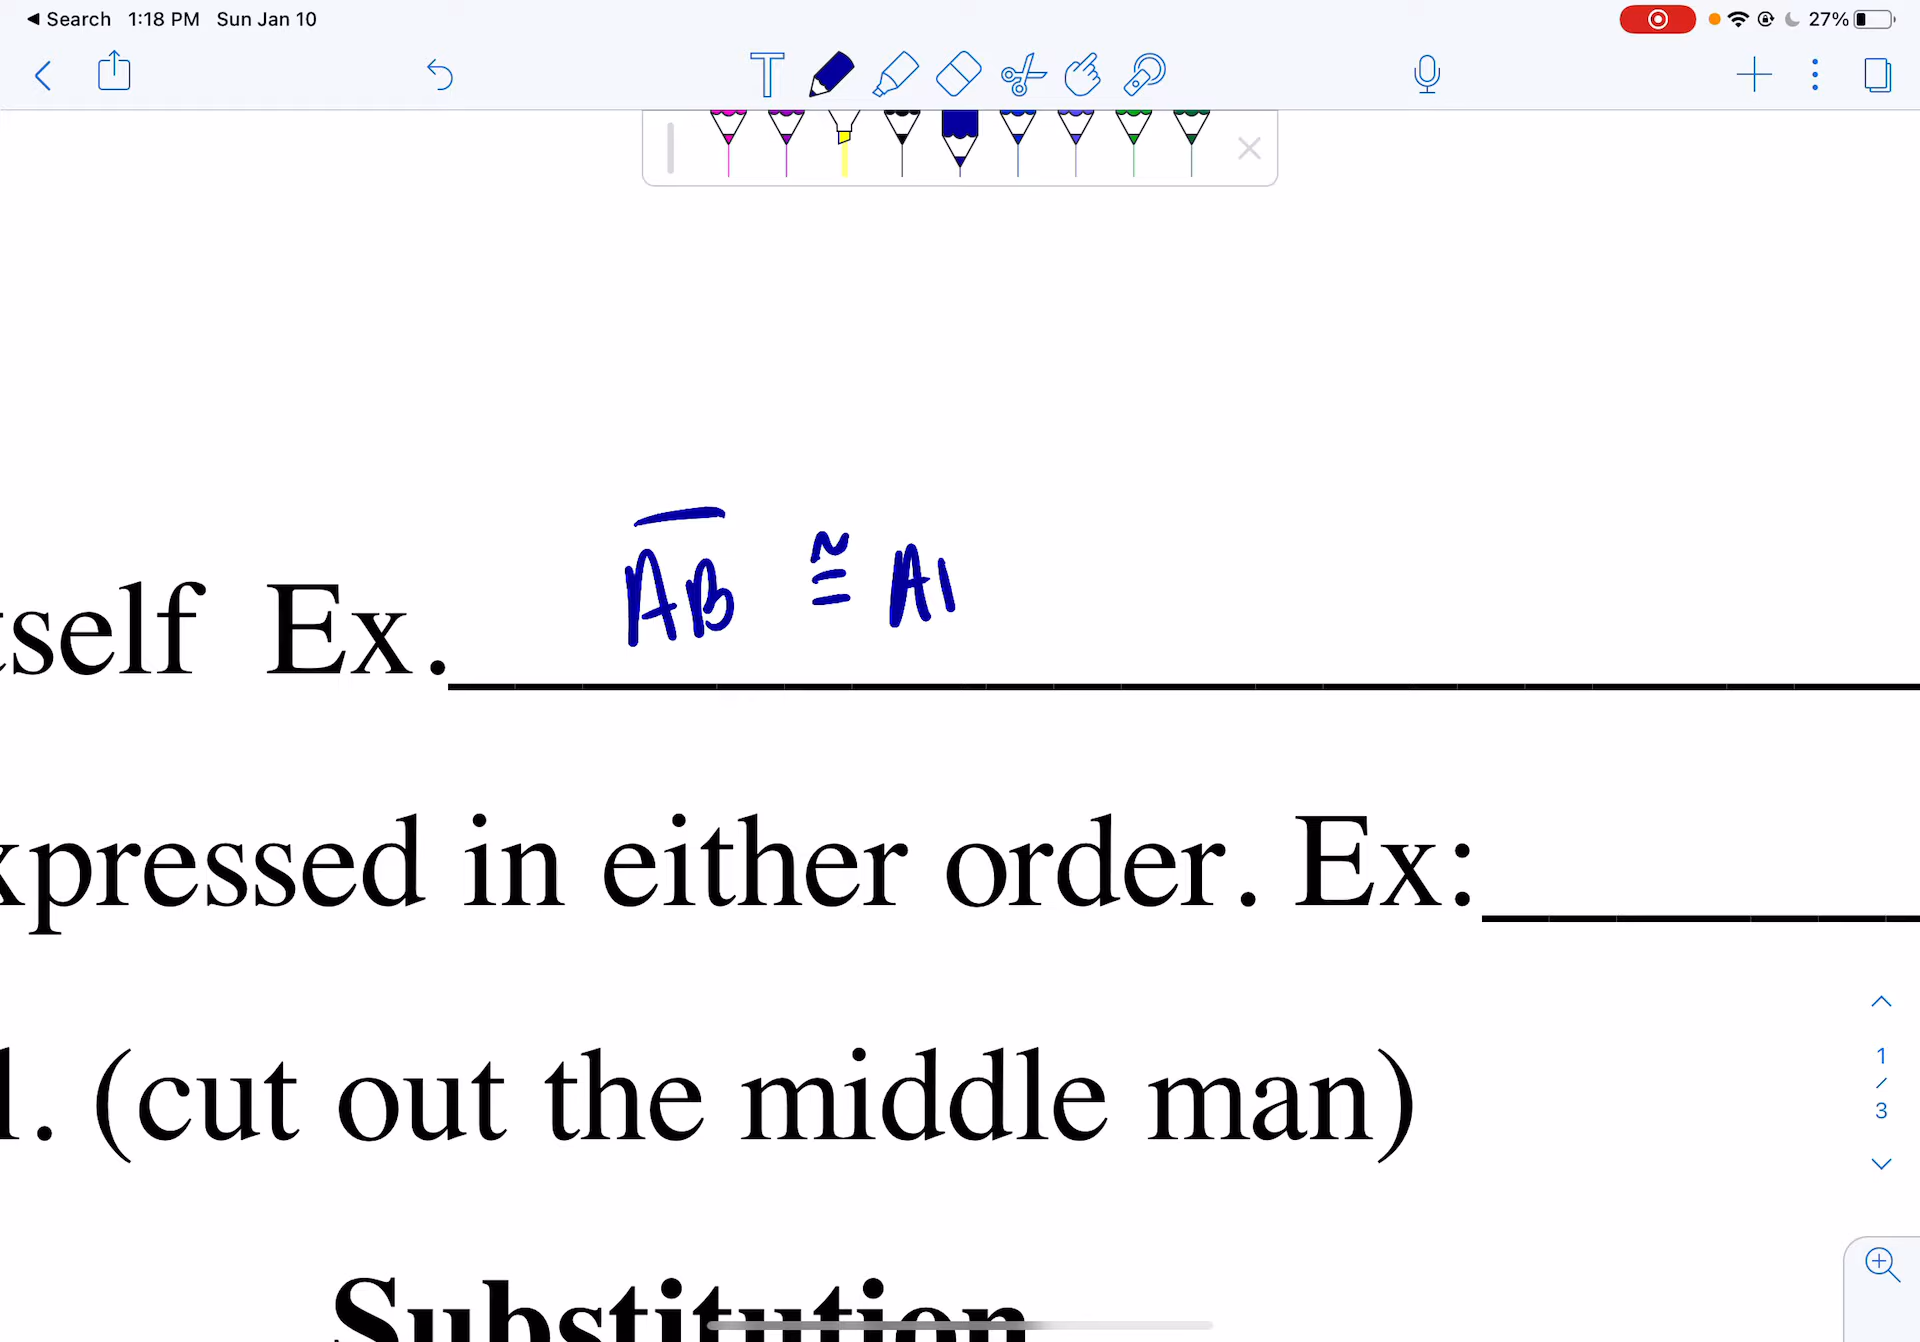 Search 1:18 PM Sun Jan 10 27%
T
AB ≅ A
tself Ex.
xpressed in either order. Ex:
l. (cut out the middle man)
1
/
3
Substitution